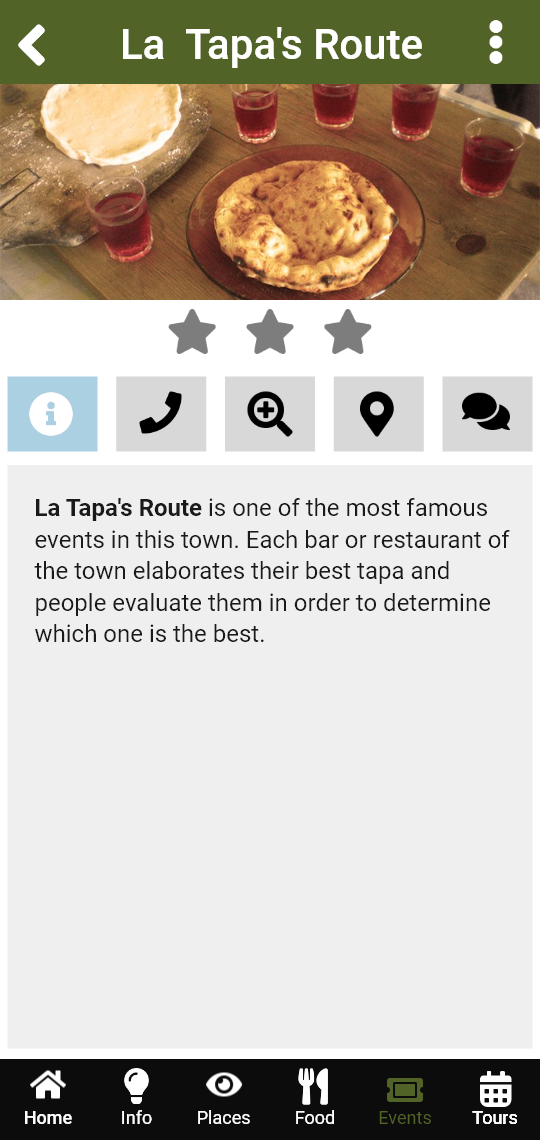 La  Tapa's Route
La Tapa's Route is one of the most famous
events in this town. Each bar or restaurant of
the town elaborates their best tapa and
people evaluate them in order to determine
which one is the best.
Home Info Places Food Events Tours